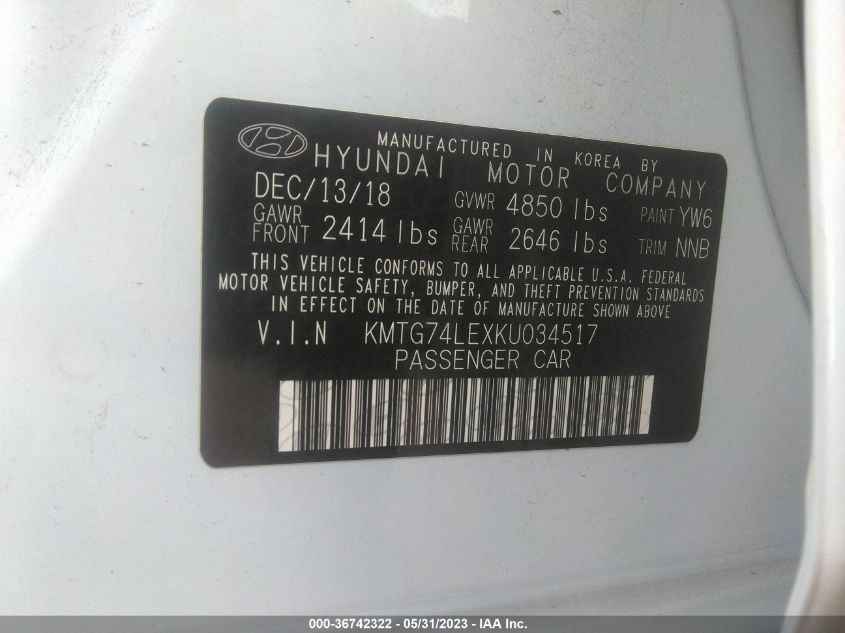 MANUFACTURED IN KOREA BY
HYUNDAI MOTOR COMPANY
DEC/13/18 GVWR 4850 lbs PAINT YW6
GAWR FRONT 2414 lbs GAWR REAR 2646 lbs TRIM NNB
THIS VEHICLE CONFORMS TO ALL APPLICABLE U.S.A. FEDERAL
MOTOR VEHICLE SAFETY, BUMPER, AND THEFT PREVENTION STANDARDS
IN EFFECT ON THE DATE OF MANUFACTURE SHOWN ABOVE
V.I.N KMTG74LEXKU034517
PASSENGER CAR
000-36742322 - 05/31/2023 - IAA Inc.